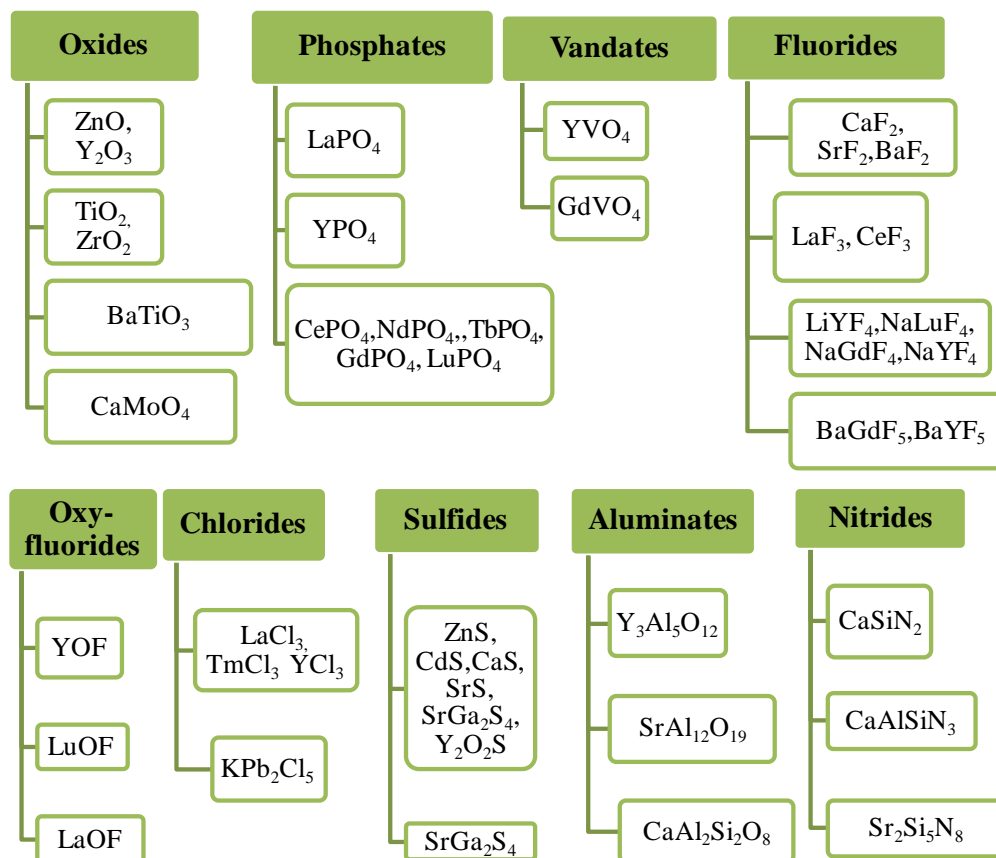 Oxides
ZnO,
Y₂O₃
TiO₂,
ZrO₂
BaTiO₃
CaMoO₄
Phosphates
LaPO₄
YPO₄
CePO₄,NdPO₄,,TbPO₄,
GdPO₄, LuPO₄
Vandates
YVO₄
GdVO₄
Fluorides
CaF₂,
SrF₂,BaF₂
LaF₃, CeF₃
LiYF₄,NaLuF₄,
NaGdF₄,NaYF₄
BaGdF₅,BaYF₅
Oxy-
fluorides
YOF
LuOF
LaOF
Chlorides
LaCl₃,
TmCl₃ YCl₃
KPb₂Cl₅
Sulfides
ZnS,
CdS,CaS,
SrS,
SrGa₂S₄,
Y₂O₂S
SrGa₂S₄
Aluminates
Y₃Al₅O₁₂
SrAl₁₂O₁₉
CaAl₂Si₂O₈
Nitrides
CaSiN₂
CaAlSiN₃
Sr₂Si₅N₈